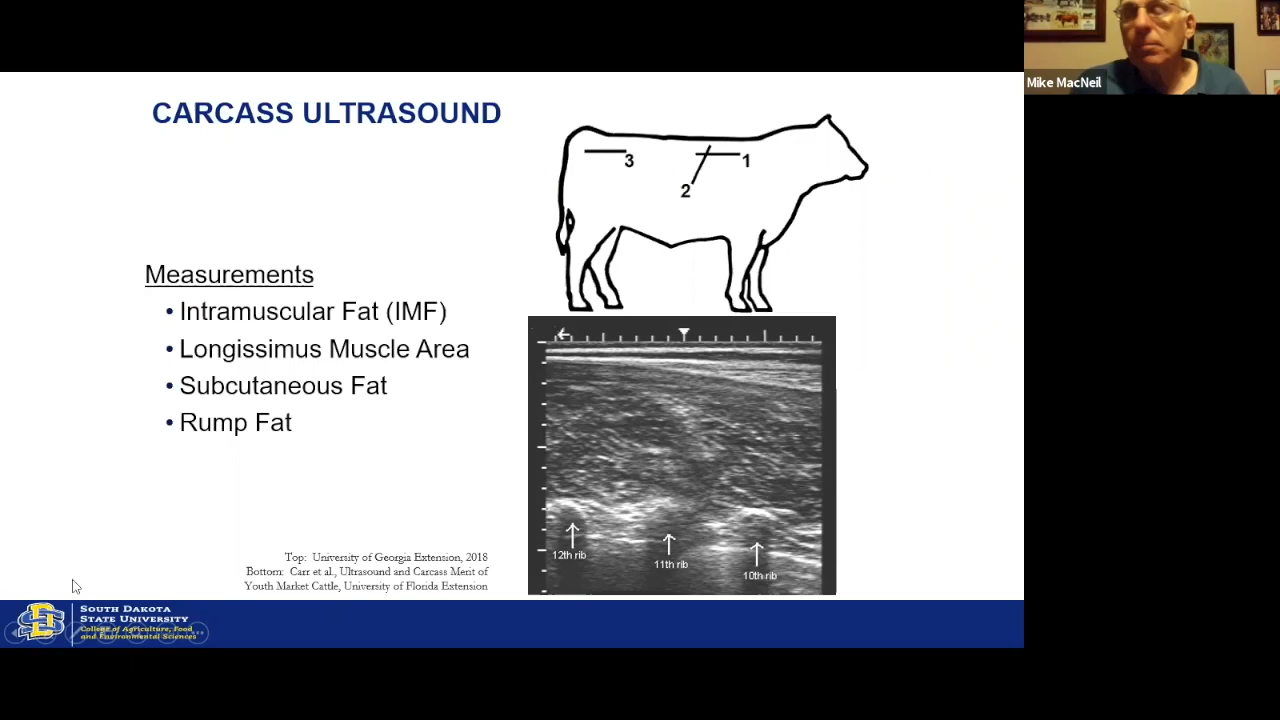 Mike MacNeil
CARCASS ULTRASOUND
3
1
2
Measurements
• Intramuscular Fat (IMF)
• Longissimus Muscle Area
• Subcutaneous Fat
• Rump Fat
12th rib
11th rib
10th rib
Top: University of Georgia Extension, 2018
Bottom: Carr et al., Ultrasound and Carcass Merit of
Youth Market Cattle, University of Florida Extension
SOUTH DAKOTA
STATE UNIVERSITY
College of Agriculture, Food
and Environmental Sciences